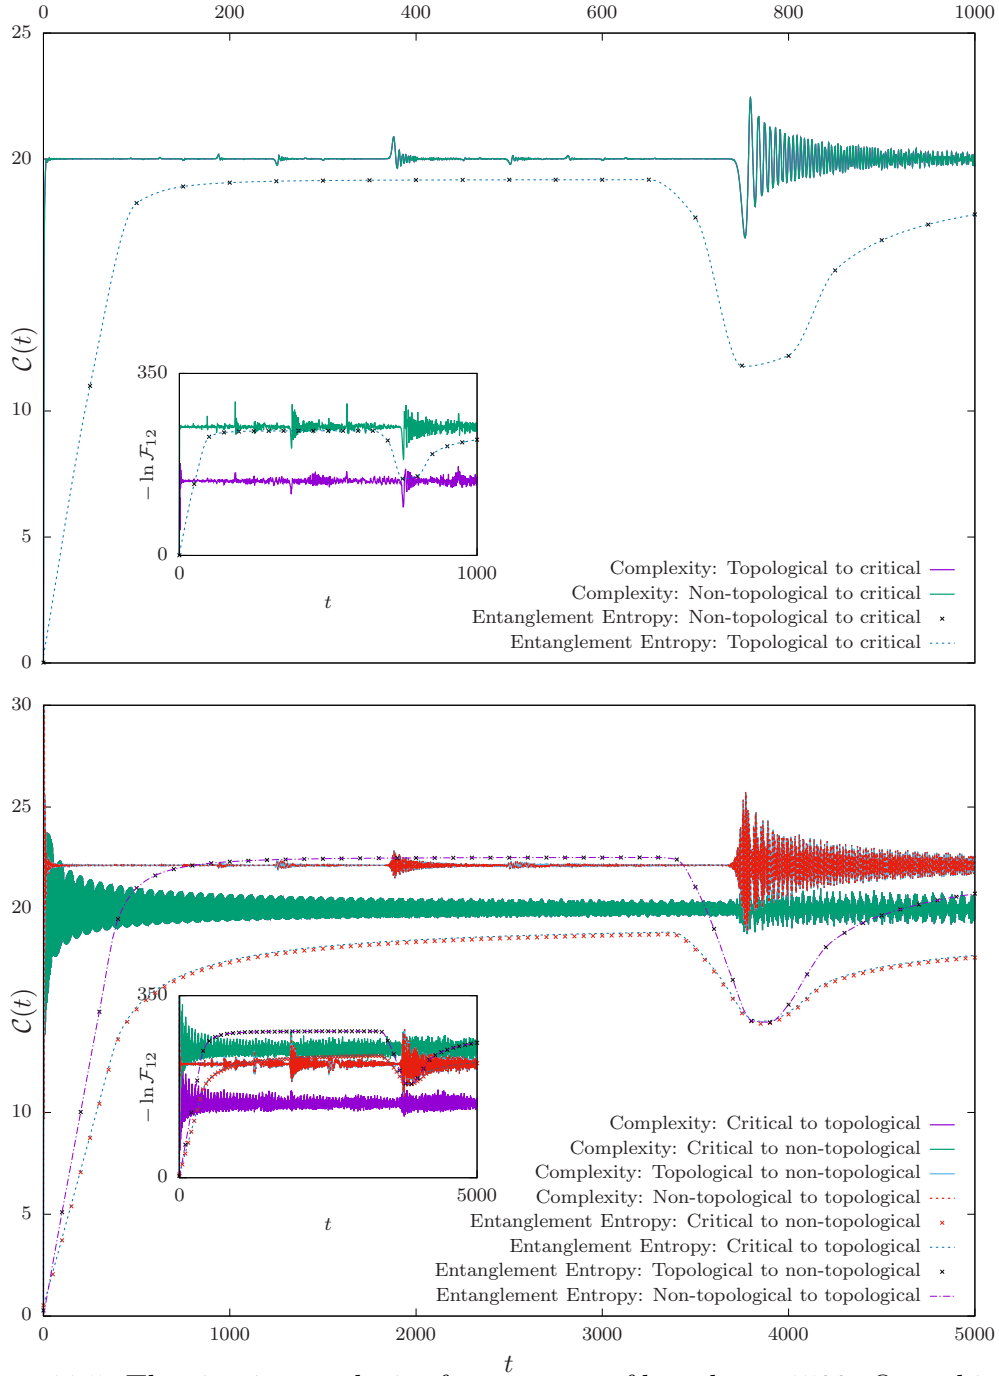 0 200 400 600 800 1000
25
20
10
5
0
C(t)
350
0
− ln F12
0 1000
t
Complexity: Topological to critical
Complexity: Non-topological to critical
Entanglement Entropy: Non-topological to critical
Entanglement Entropy: Topological to critical
30
25
20
10
5
0
C(t)
350
0
− ln F12
0 5000
t
Complexity: Critical to topological
Complexity: Critical to non-topological
Complexity: Topological to non-topological
Complexity: Non-topological to topological
Entanglement Entropy: Critical to non-topological
Entanglement Entropy: Critical to topological
Entanglement Entropy: Topological to non-topological
Entanglement Entropy: Non-topological to topological
0 1000 2000 3000 4000 5000
t